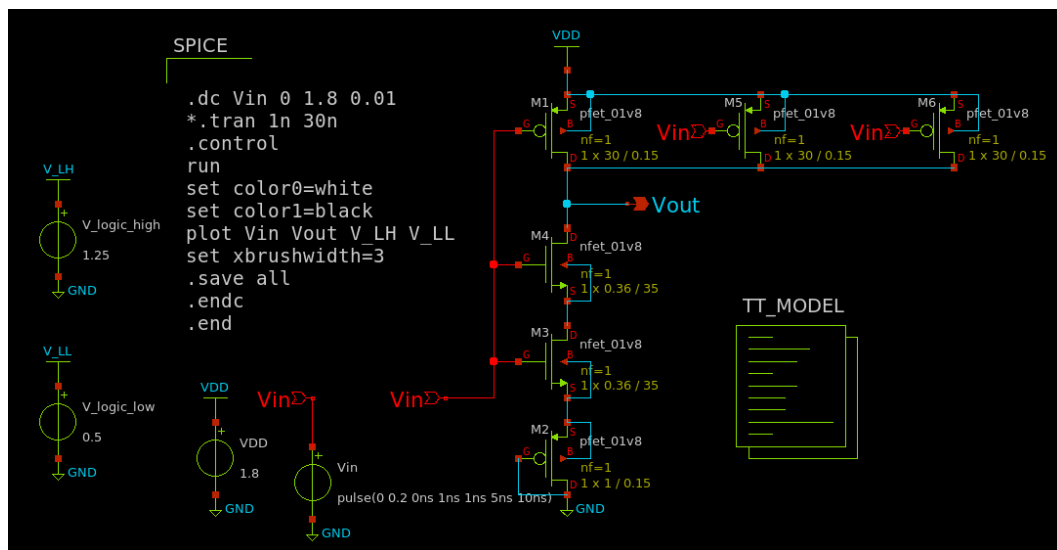 SPICE
.dc Vin 0 1.8 0.01
*.tran 1n 30n
.control
run
set color0=white
set color1=black
plot Vin Vout V_LH V_LL
set xbrushwidth=3
.save all
.endc
.end
V_LH
+
V_logic_high
1.25
GND
V_LL
+
V_logic_low
0.5
GND
VDD
+
VDD
1.8
GND
Vin
+
Vin
pulse(0 0.2 0ns 1ns 1ns 5ns 10ns)
GND
Vin
VDD
M1
S
pfet_01v8
G
B
nf=1
D
1 x 30 / 0.15
M5
S
pfet_01v8
Vin
G
B
nf=1
D
1 x 30 / 0.15
M6
S
pfet_01v8
Vin
G
B
nf=1
D
1 x 30 / 0.15
Vout
M4
D
nfet_01v8
G
B
nf=1
S
1 x 0.36 / 35
M3
D
nfet_01v8
G
B
nf=1
S
1 x 0.36 / 35
M2
S
pfet_01v8
G
B
nf=1
D
1 x 1 / 0.15
GND
TT_MODEL